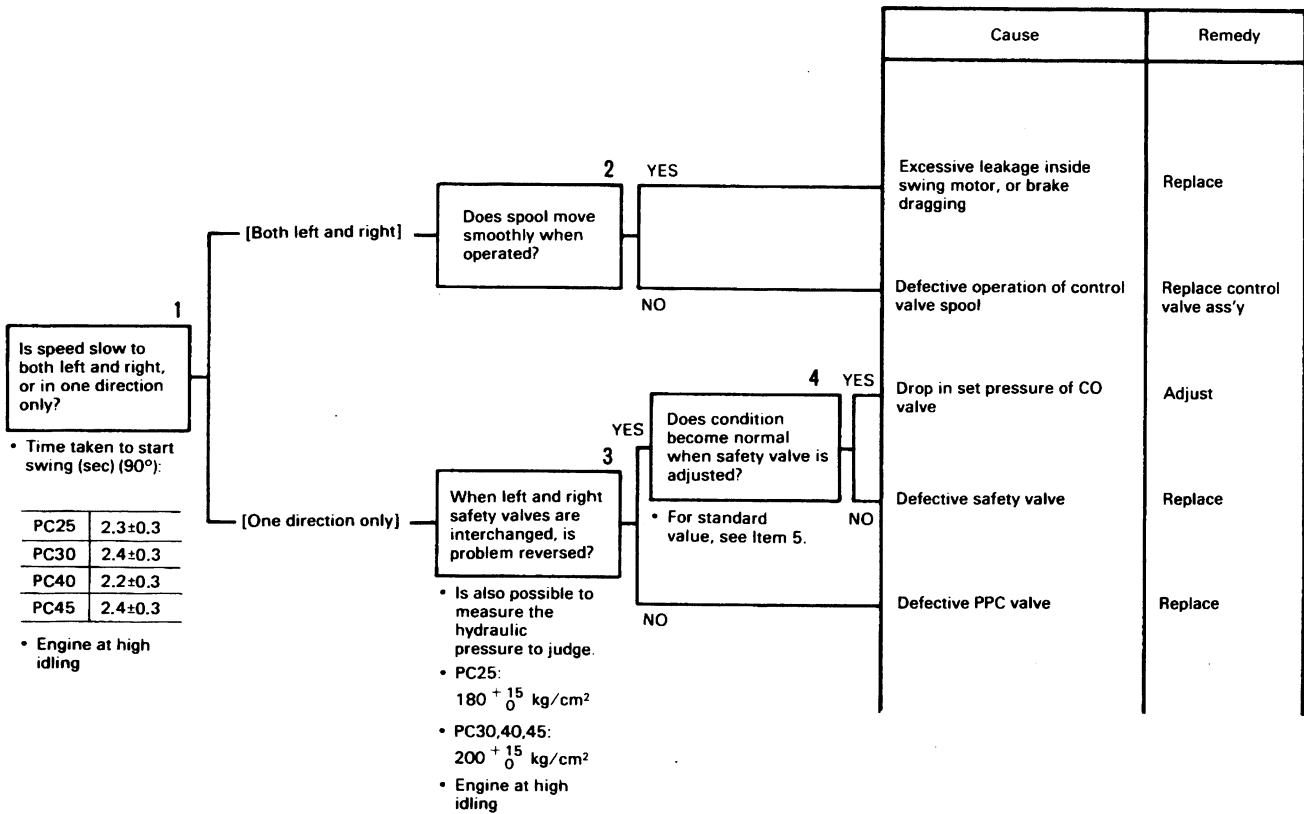 Cause
Remedy
1
Is speed slow to
both left and right,
or in one direction
only?
• Time taken to start
swing (sec) (90°):
PC25 2.3±0.3
PC30 2.4±0.3
PC40 2.2±0.3
PC45 2.4±0.3
• Engine at high
idling
[Both left and right]
2
Does spool move
smoothly when
operated?
YES
Excessive leakage inside
swing motor, or brake
dragging
Replace
NO
Defective operation of control
valve spool
Replace control
valve ass'y
[One direction only]
3
When left and right
safety valves are
interchanged, is
problem reversed?
• Is also possible to
measure the
hydraulic
pressure to judge.
• PC25:
180 + 15 0 kg/cm²
• PC30,40,45:
200 + 15 0 kg/cm²
• Engine at high
idling
YES
4
Does condition
become normal
when safety valve is
adjusted?
• For standard
value, see Item 5.
YES
Drop in set pressure of CO
valve
Adjust
NO
Defective safety valve
Replace
NO
Defective PPC valve
Replace